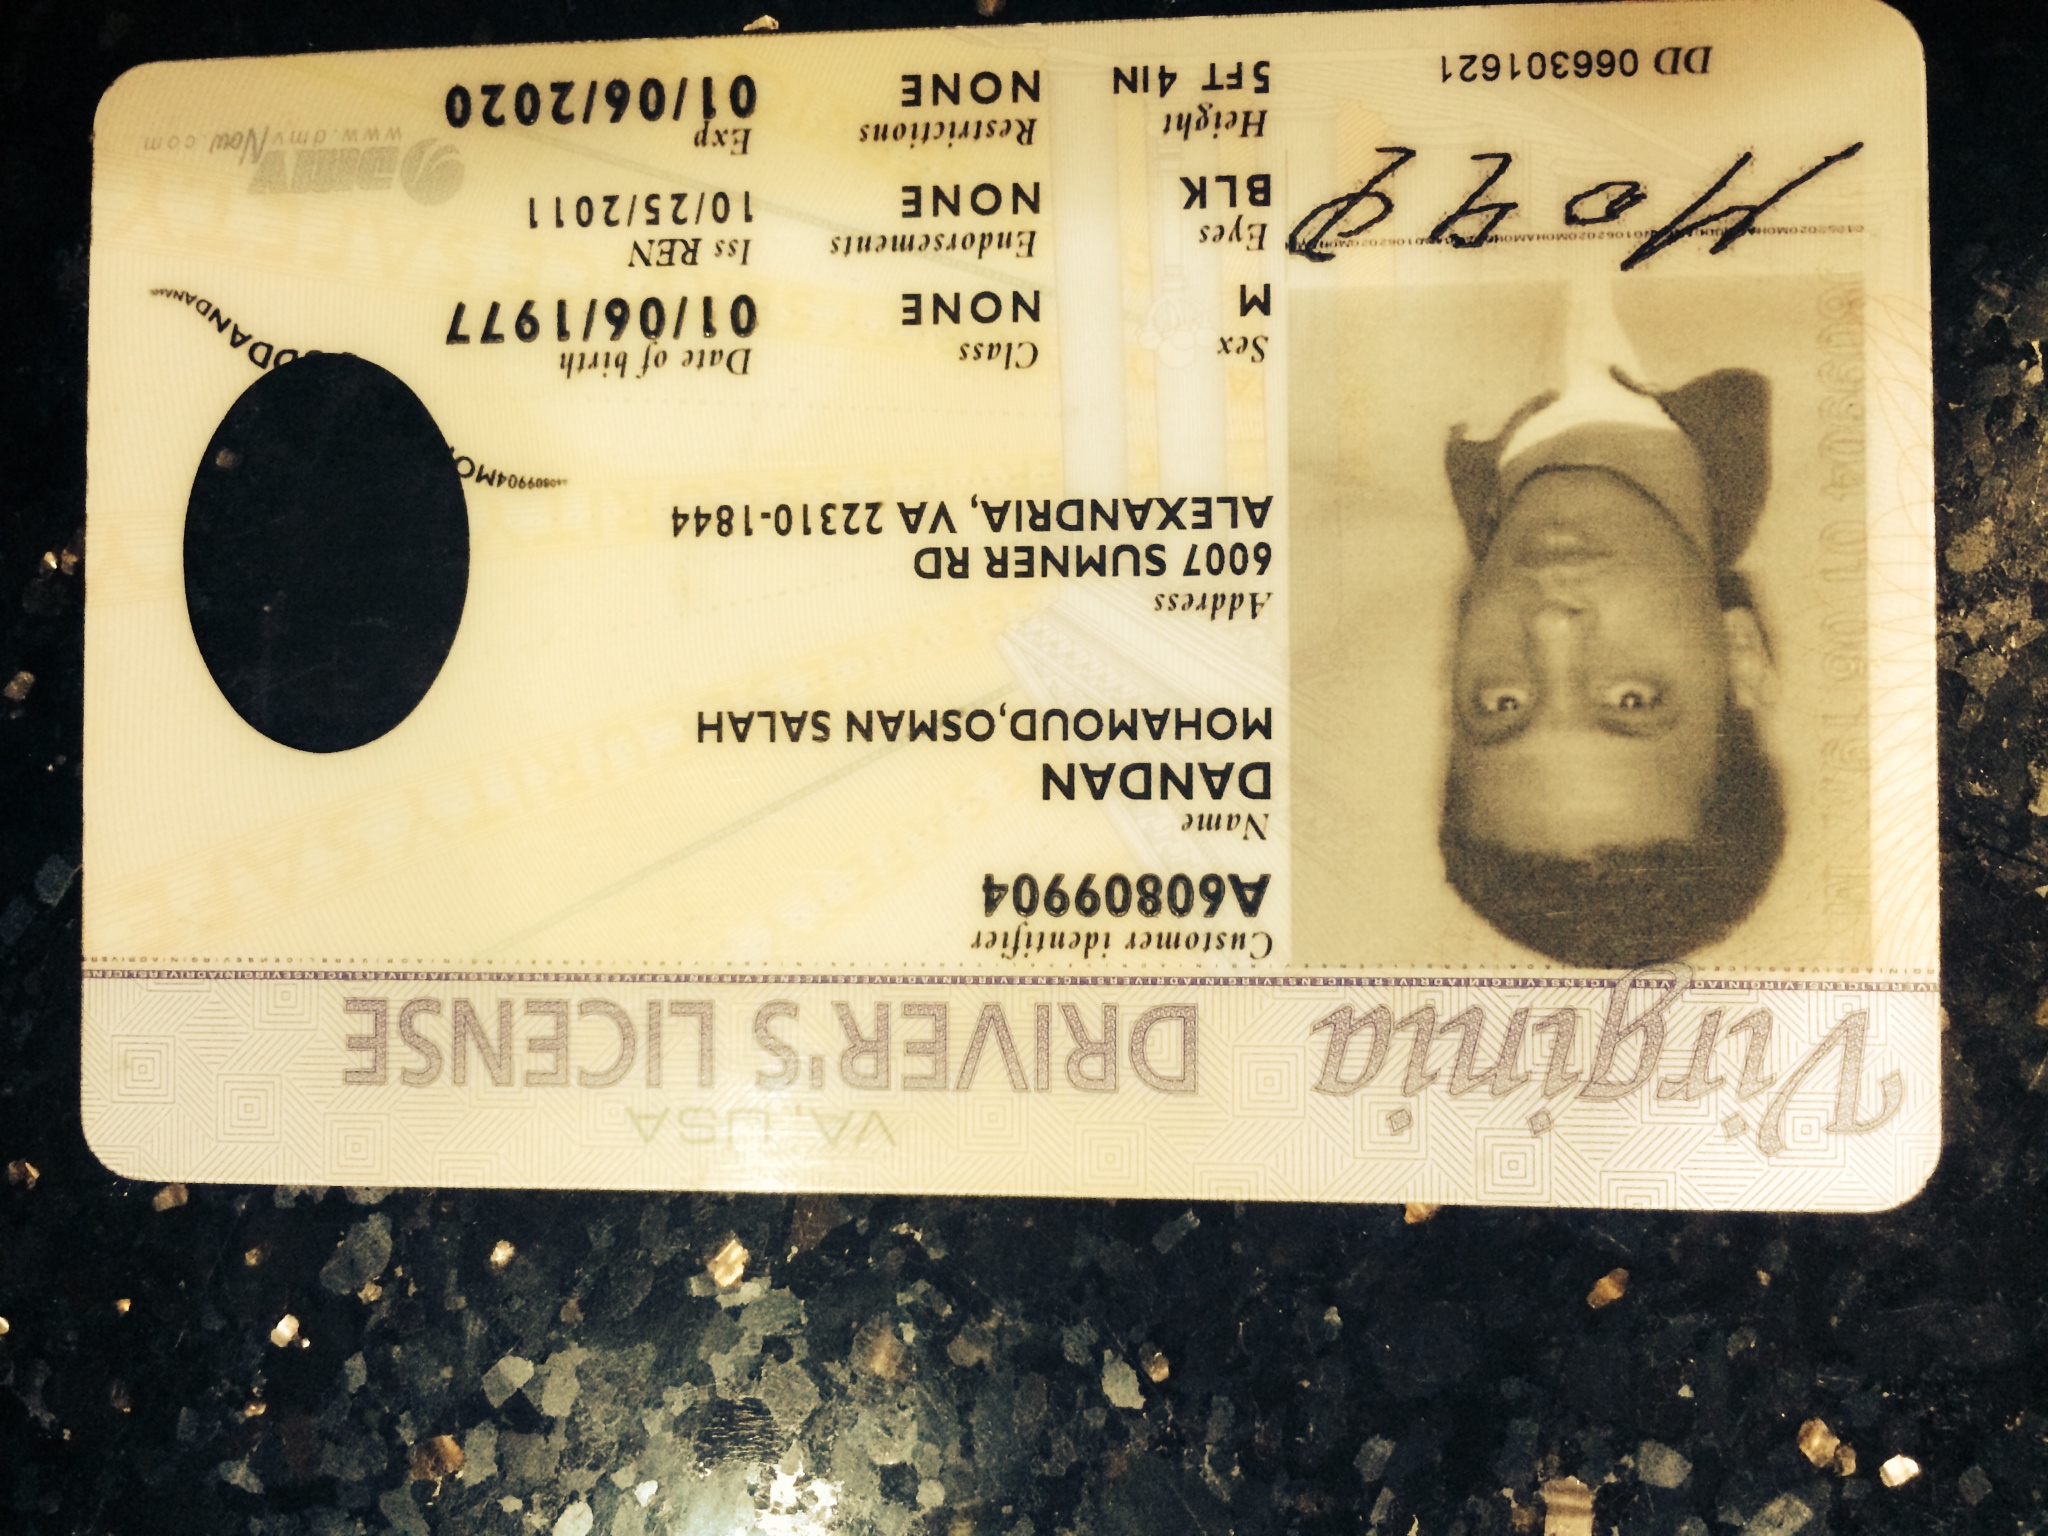 VA, USA
Virginia DRIVER'S LICENSE
Customer identifier
A60809904
Name
DANDAN
MOHAMOUD,OSMAN SALAH
Address
6007 SUMNER RD
ALEXANDRIA, VA 22310-1844
Sex
M
Class
NONE
Date of birth
01/06/1977
Eyes
BLK
Endorsements
NONE
Iss REN
10/25/2011
Height
5FT 4IN
Restrictions
NONE
Exp
01/06/2020
DMV
www.dmvNow.com
DD 066301621